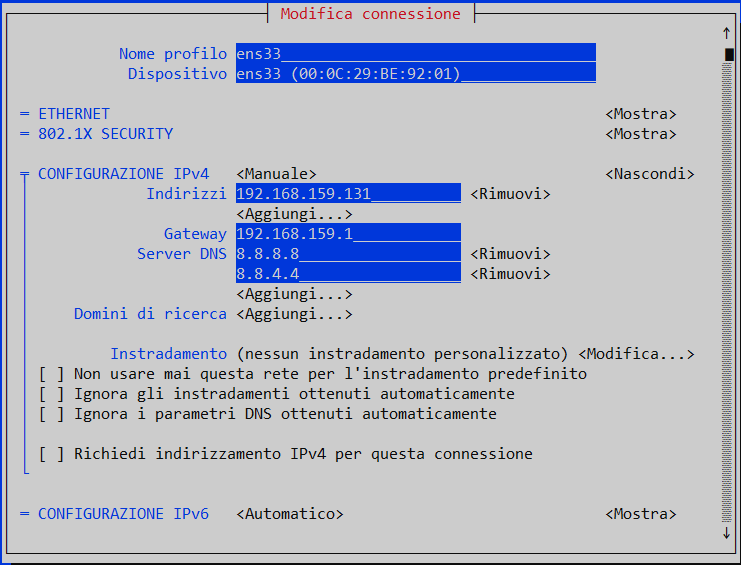 Modifica connessione
Nome profilo ens33
Dispositivo ens33 (00:0C:29:BE:92:01)
= ETHERNET <Mostra>
= 802.1X SECURITY <Mostra>
CONFIGURAZIONE IPv4 <Manuale> <Nascondi>
Indirizzi 192.168.159.131 <Rimuovi>
<Aggiungi...>
Gateway 192.168.159.1
Server DNS 8.8.8.8 <Rimuovi>
8.8.4.4 <Rimuovi>
<Aggiungi...>
Domini di ricerca <Aggiungi...>
Instradamento (nessun instradamento personalizzato) <Modifica...>
[ ] Non usare mai questa rete per l'instradamento predefinito
[ ] Ignora gli instradamenti ottenuti automaticamente
[ ] Ignora i parametri DNS ottenuti automaticamente
[ ] Richiedi indirizzamento IPv4 per questa connessione
= CONFIGURAZIONE IPv6 <Automatico> <Mostra>